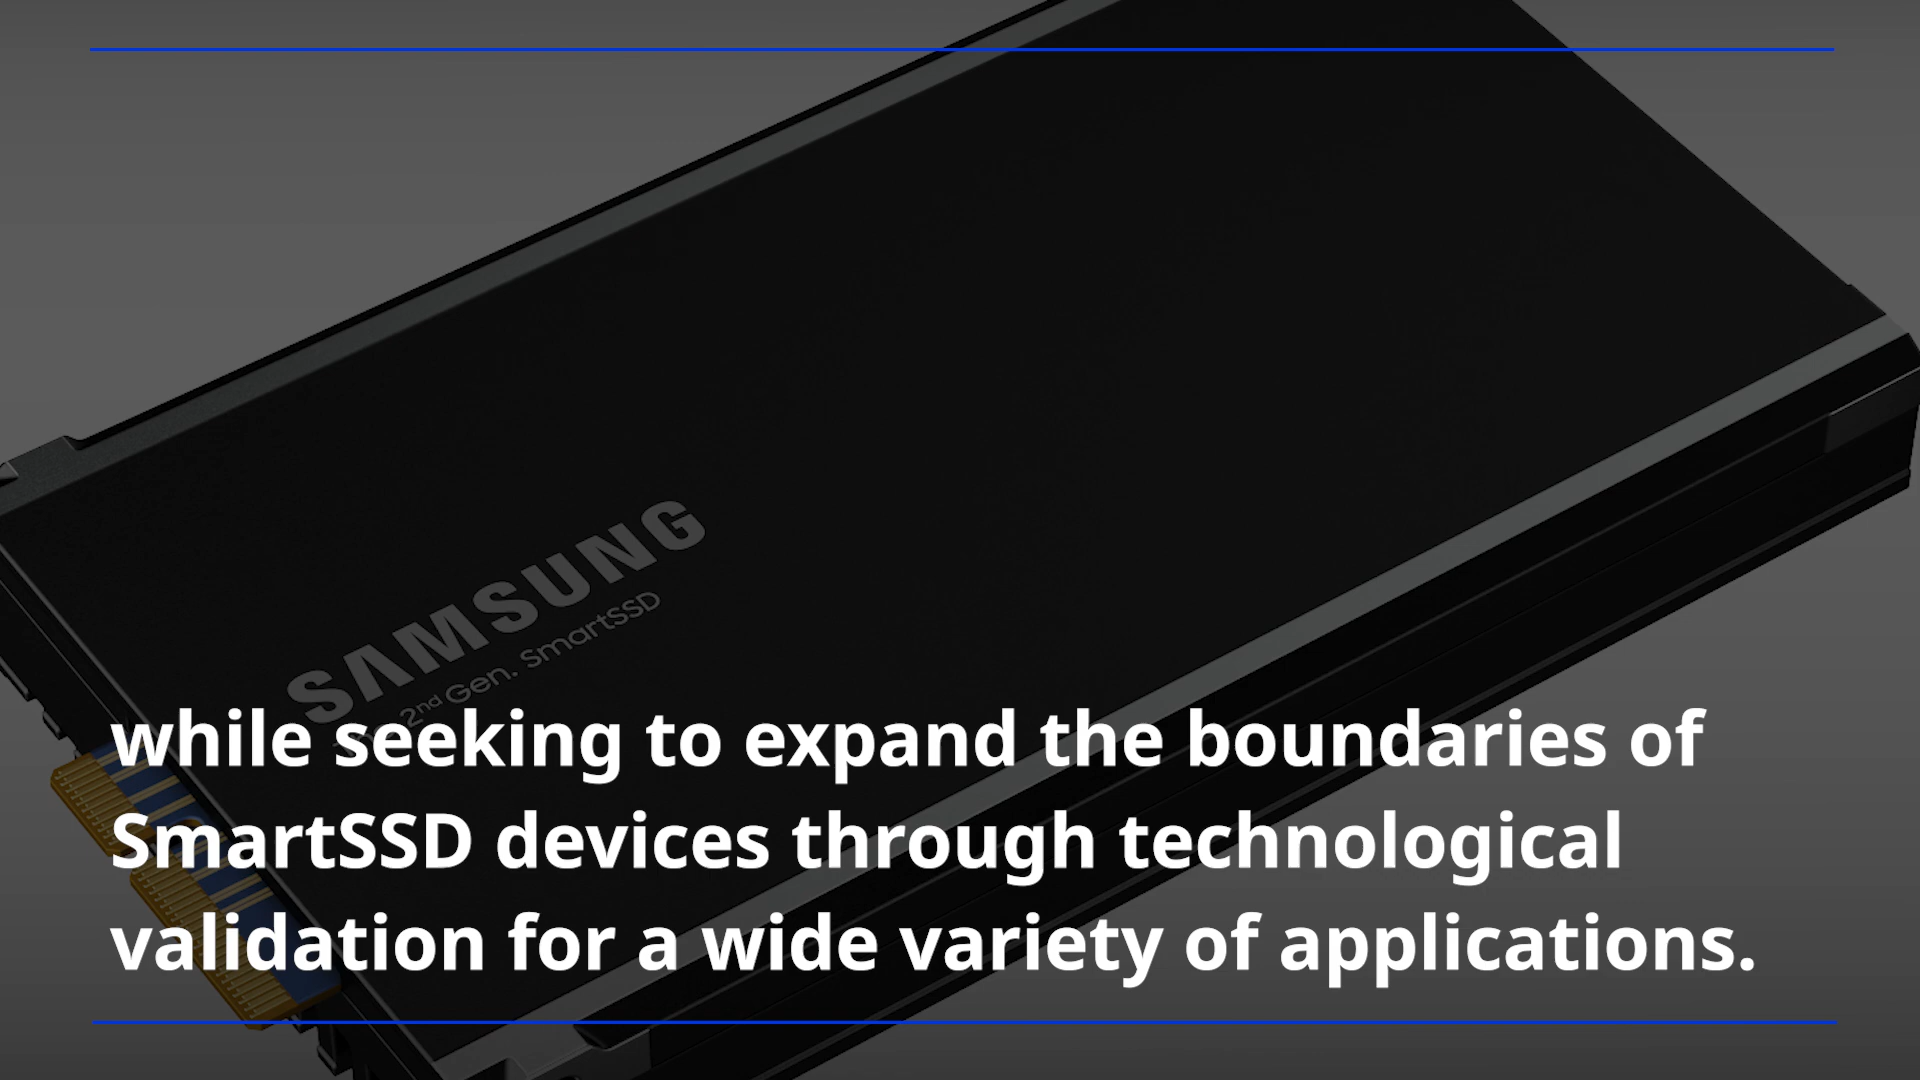 SAMSUNG
2nd Gen. SmartSSD
while seeking to expand the boundaries of
SmartSSD devices through technological
validation for a wide variety of applications.